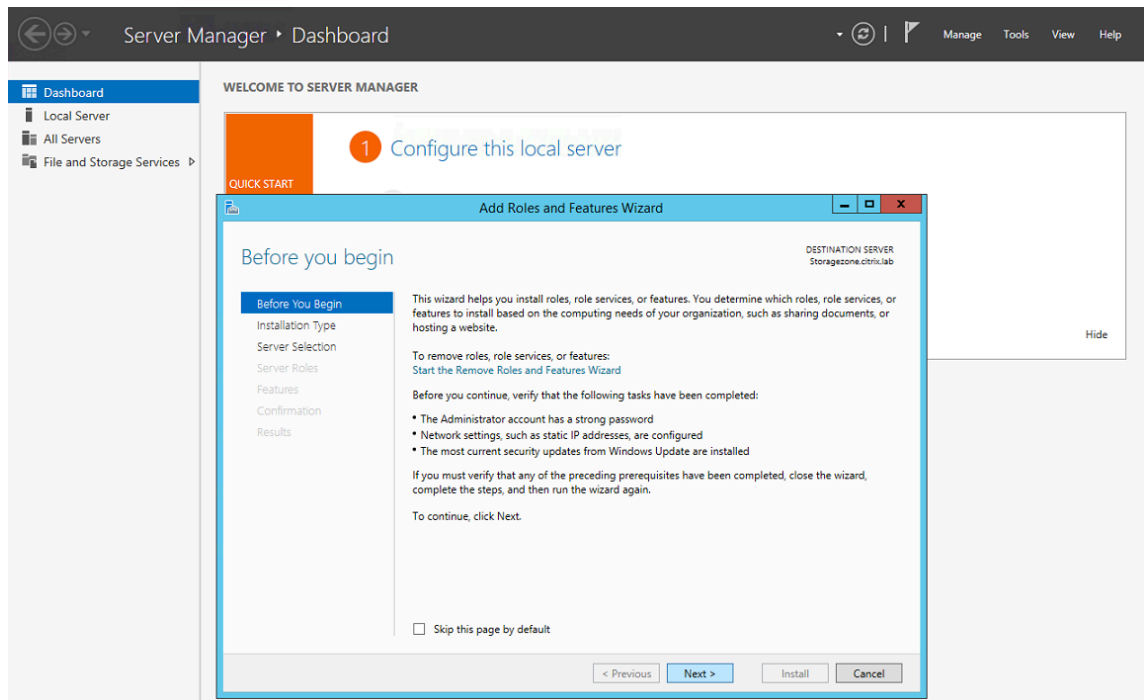 Server Manager ‣ Dashboard
Manage Tools View Help
Dashboard
Local Server
All Servers
File and Storage Services
WELCOME TO SERVER MANAGER
QUICK START
1 Configure this local server
Hide
Add Roles and Features Wizard
Before you begin
DESTINATION SERVER
Storagezone.citrix.lab
Before You Begin
Installation Type
Server Selection
Server Roles
Features
Confirmation
Results
This wizard helps you install roles, role services, or features. You determine which roles, role services, or
features to install based on the computing needs of your organization, such as sharing documents, or
hosting a website.
To remove roles, role services, or features:
Start the Remove Roles and Features Wizard
Before you continue, verify that the following tasks have been completed:
• The Administrator account has a strong password
• Network settings, such as static IP addresses, are configured
• The most current security updates from Windows Update are installed
If you must verify that any of the preceding prerequisites have been completed, close the wizard,
complete the steps, and then run the wizard again.
To continue, click Next.
Skip this page by default
< Previous Next > Install Cancel